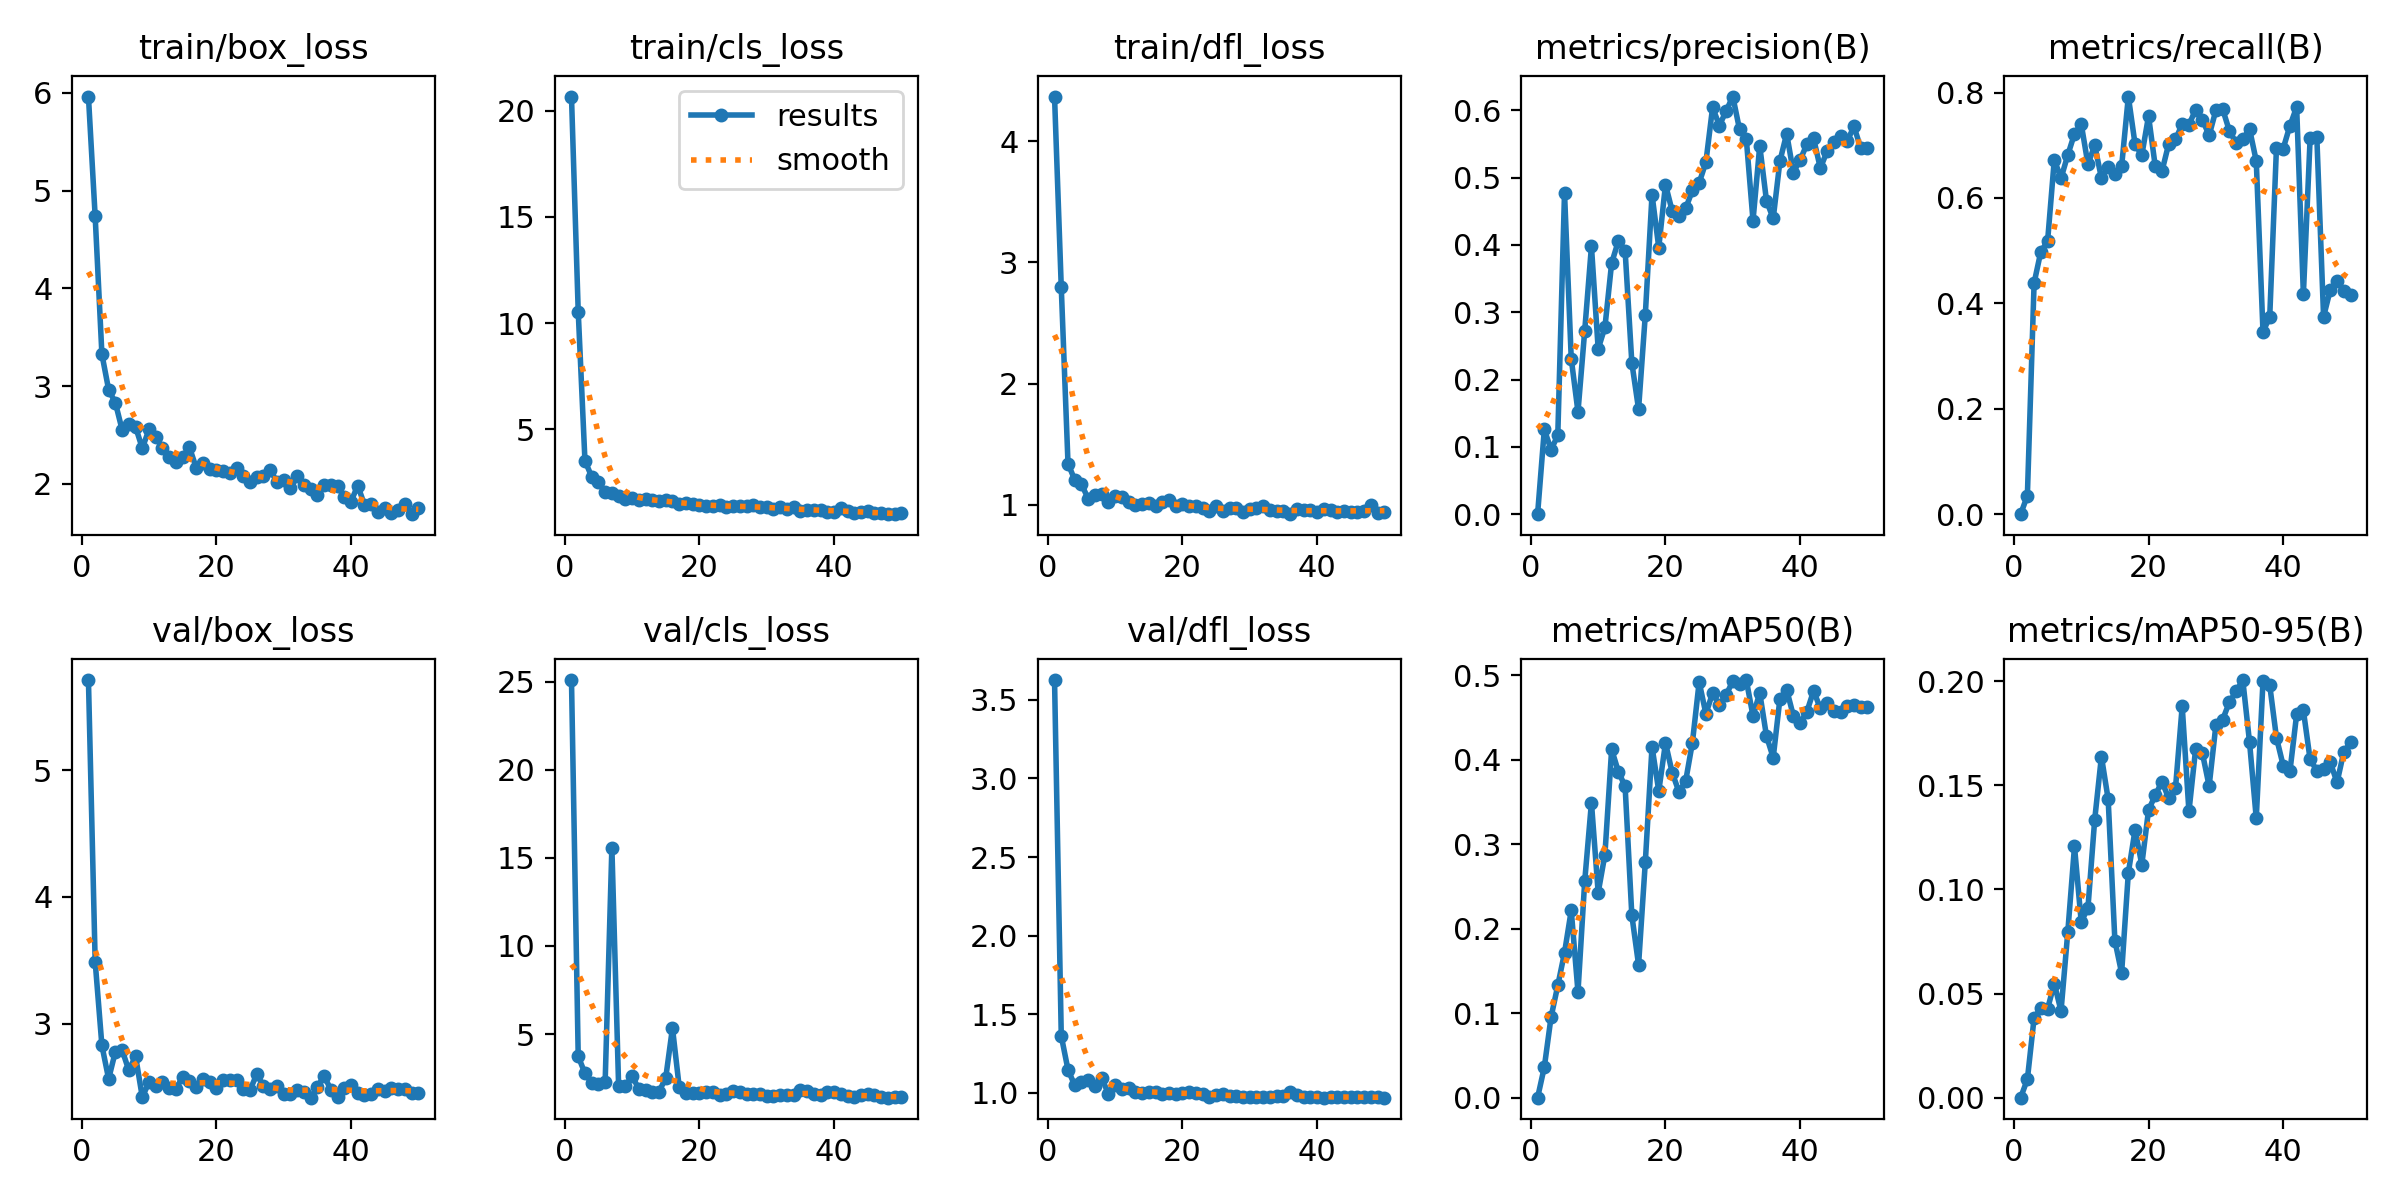 train/box_loss
6
5
4
3
2
0 20 40
train/cls_loss
results
smooth
20
15
10
5
0 20 40
train/dfl_loss
4
3
2
1
0 20 40
metrics/precision(B)
0.6
0.5
0.4
0.3
0.2
0.1
0.0
0 20 40
metrics/recall(B)
0.8
0.6
0.4
0.2
0.0
0 20 40
val/box_loss
5
4
3
0 20 40
val/cls_loss
25
20
15
10
5
0 20 40
val/dfl_loss
3.5
3.0
2.5
2.0
1.5
1.0
0 20 40
metrics/mAP50(B)
0.5
0.4
0.3
0.2
0.1
0.0
0 20 40
metrics/mAP50-95(B)
0.20
0.15
0.10
0.05
0.00
0 20 40